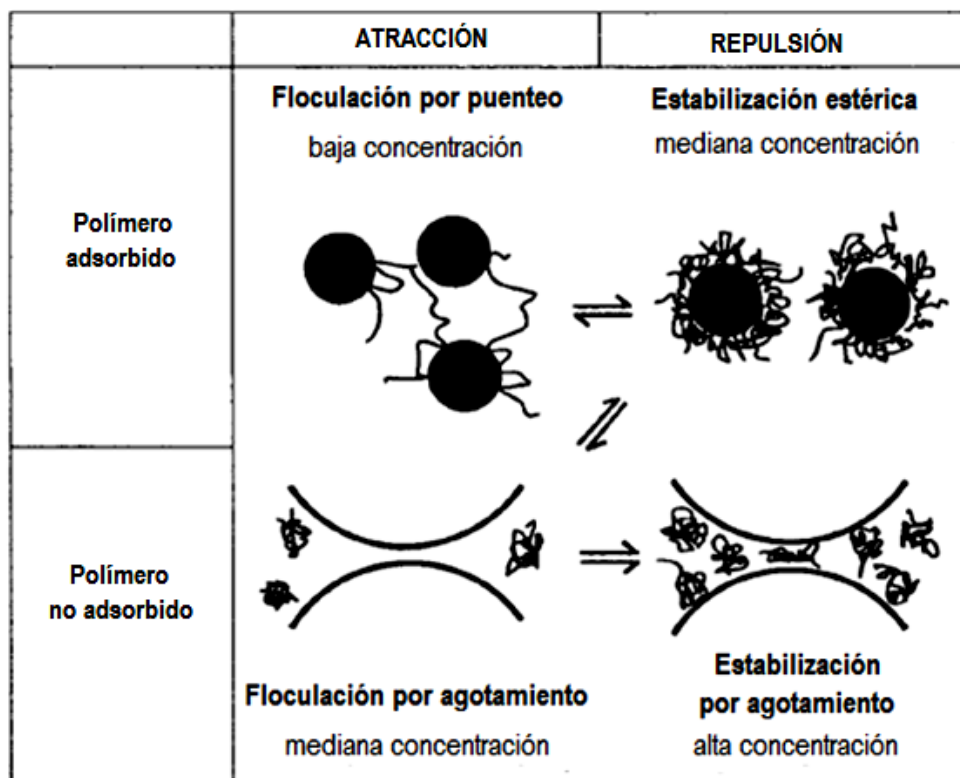 ATRACCIÓN
REPULSIÓN
Polímero
adsorbido
Floculación por puenteo
baja concentración
Estabilización estérica
mediana concentración
Polímero
no adsorbido
Floculación por agotamiento
mediana concentración
Estabilización
por agotamiento
alta concentración